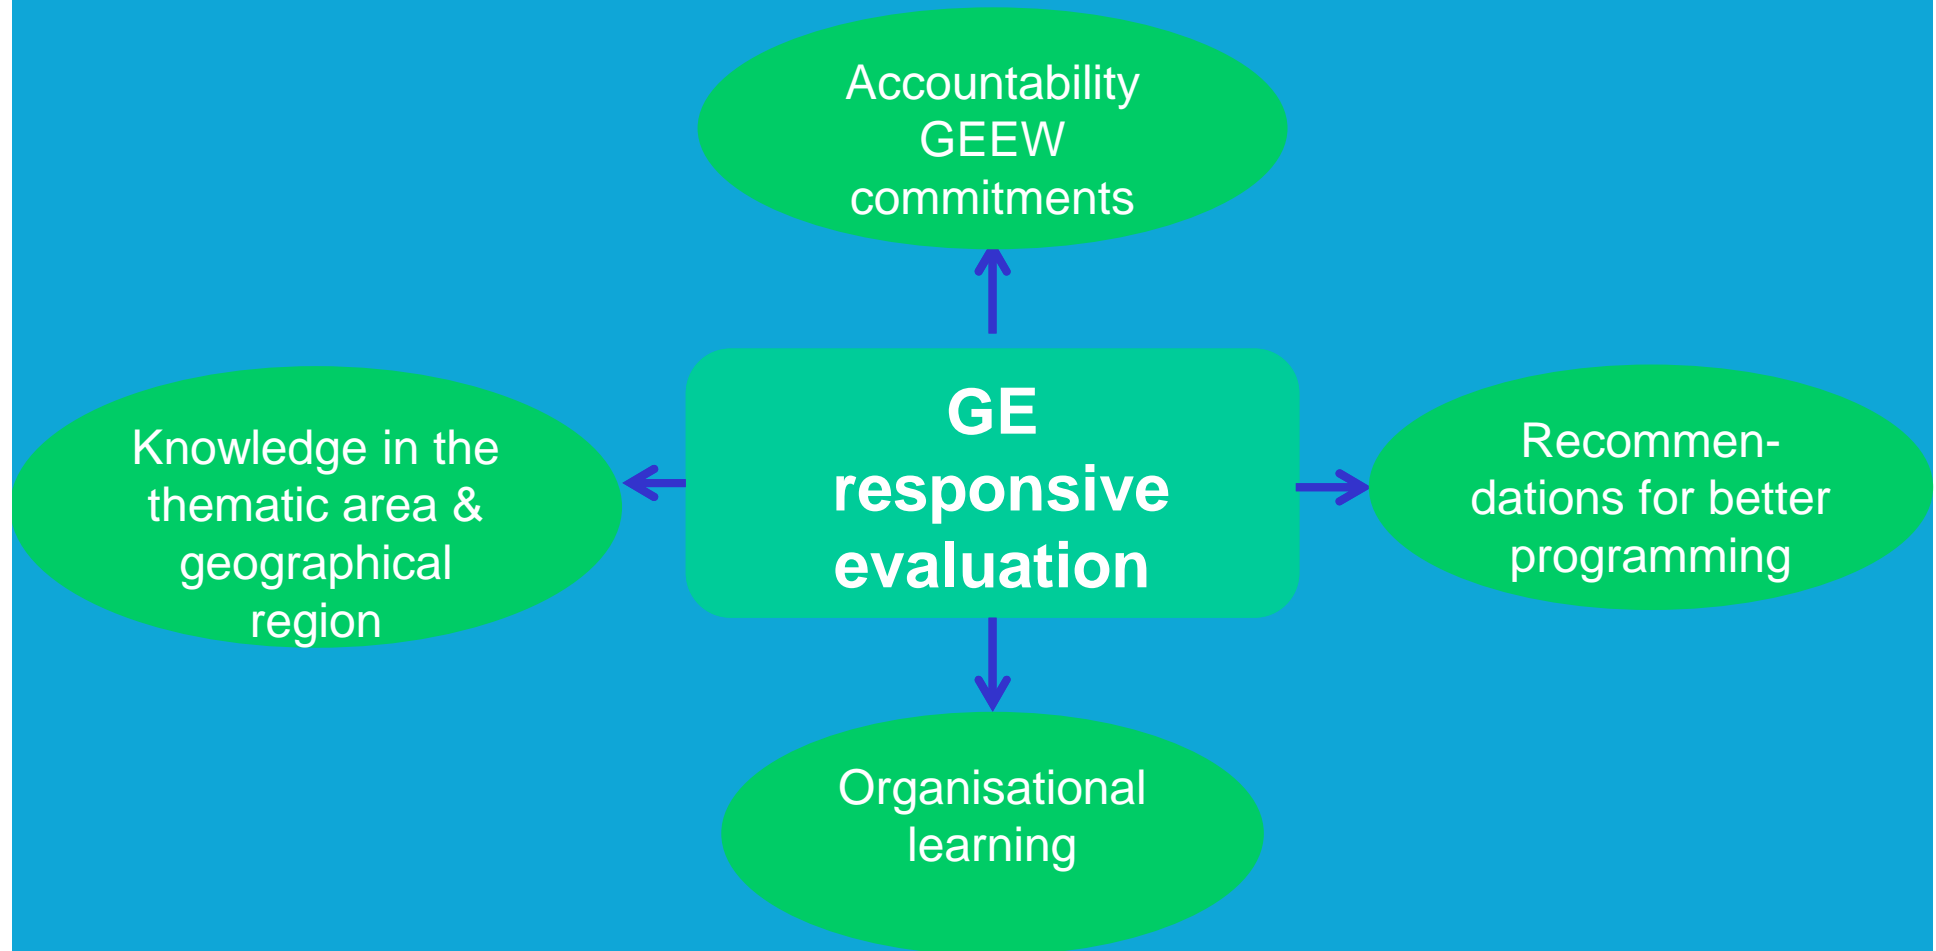 Accountability
GEEW
commitments
GE
responsive
evaluation
Knowledge in the
thematic area &
geographical
region
Recommen-
dations for better
programming
Organisational
learning